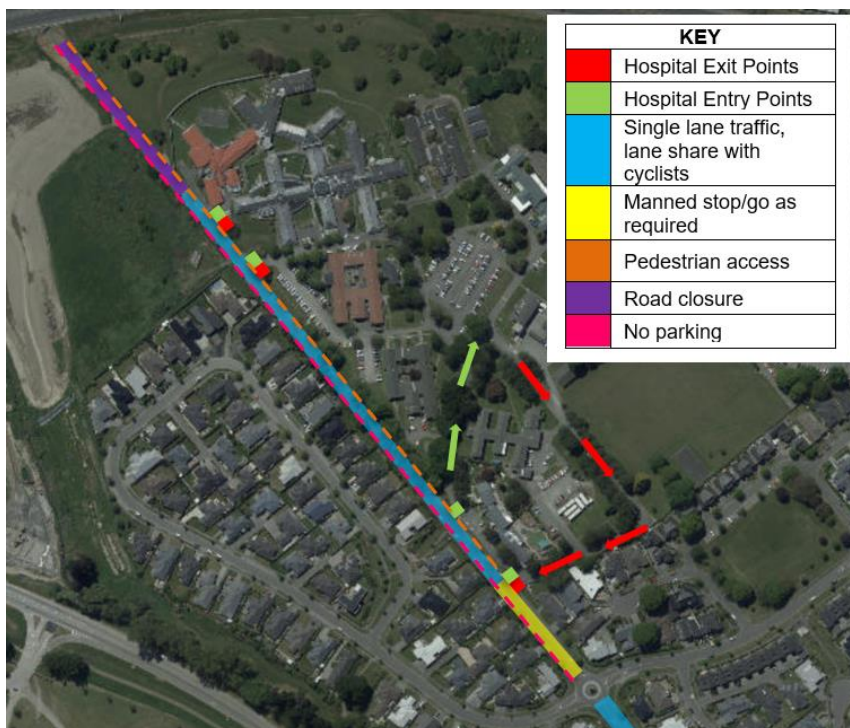 KEY
Hospital Exit Points
Hospital Entry Points
Single lane traffic,
lane share with
cyclists
Manned stop/go as
required
Pedestrian access
Road closure
No parking